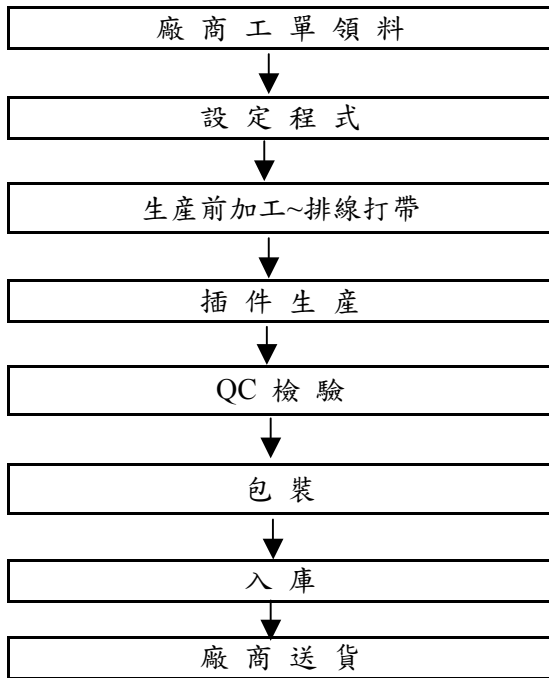 廠商工單領料
設定程式
生產前加工~排線打帶
插件生產
QC 檢驗
包裝
入庫
廠商送貨